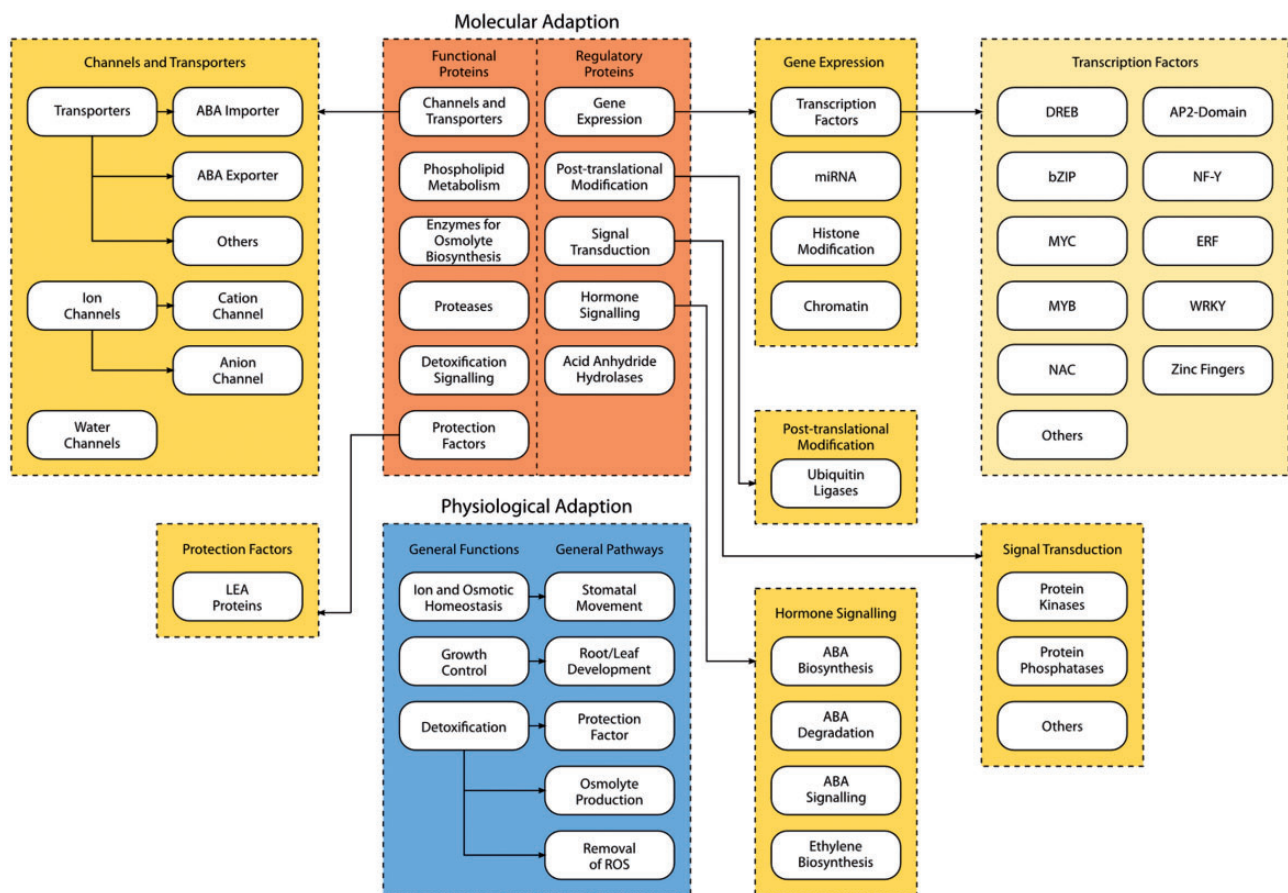 Molecular Adaption
Channels and Transporters
Transporters
ABA Importer
ABA Exporter
Others
Ion
Channels
Cation
Channel
Anion
Channel
Water
Channels
Functional
Proteins
Channels and
Transporters
Phospholipid
Metabolism
Enzymes for
Osmolyte
Biosynthesis
Proteases
Detoxification
Signalling
Protection
Factors
Regulatory
Proteins
Gene
Expression
Post-translational
Modification
Signal
Transduction
Hormone
Signalling
Acid Anhydride
Hydrolases
Gene Expression
Transcription
Factors
miRNA
Histone
Modification
Chromatin
Transcription Factors
DREB
AP2-Domain
bZIP
NF-Y
MYC
ERF
MYB
WRKY
NAC
Zinc Fingers
Others
Post-translational
Modification
Ubiquitin
Ligases
Protection Factors
LEA
Proteins
Physiological Adaption
General Functions
General Pathways
Ion and Osmotic
Homeostasis
Stomatal
Movement
Growth
Control
Root/Leaf
Development
Detoxification
Protection
Factor
Osmolyte
Production
Removal
of ROS
Hormone Signalling
ABA
Biosynthesis
ABA
Degradation
ABA
Signalling
Ethylene
Biosynthesis
Signal Transduction
Protein
Kinases
Protein
Phosphatases
Others